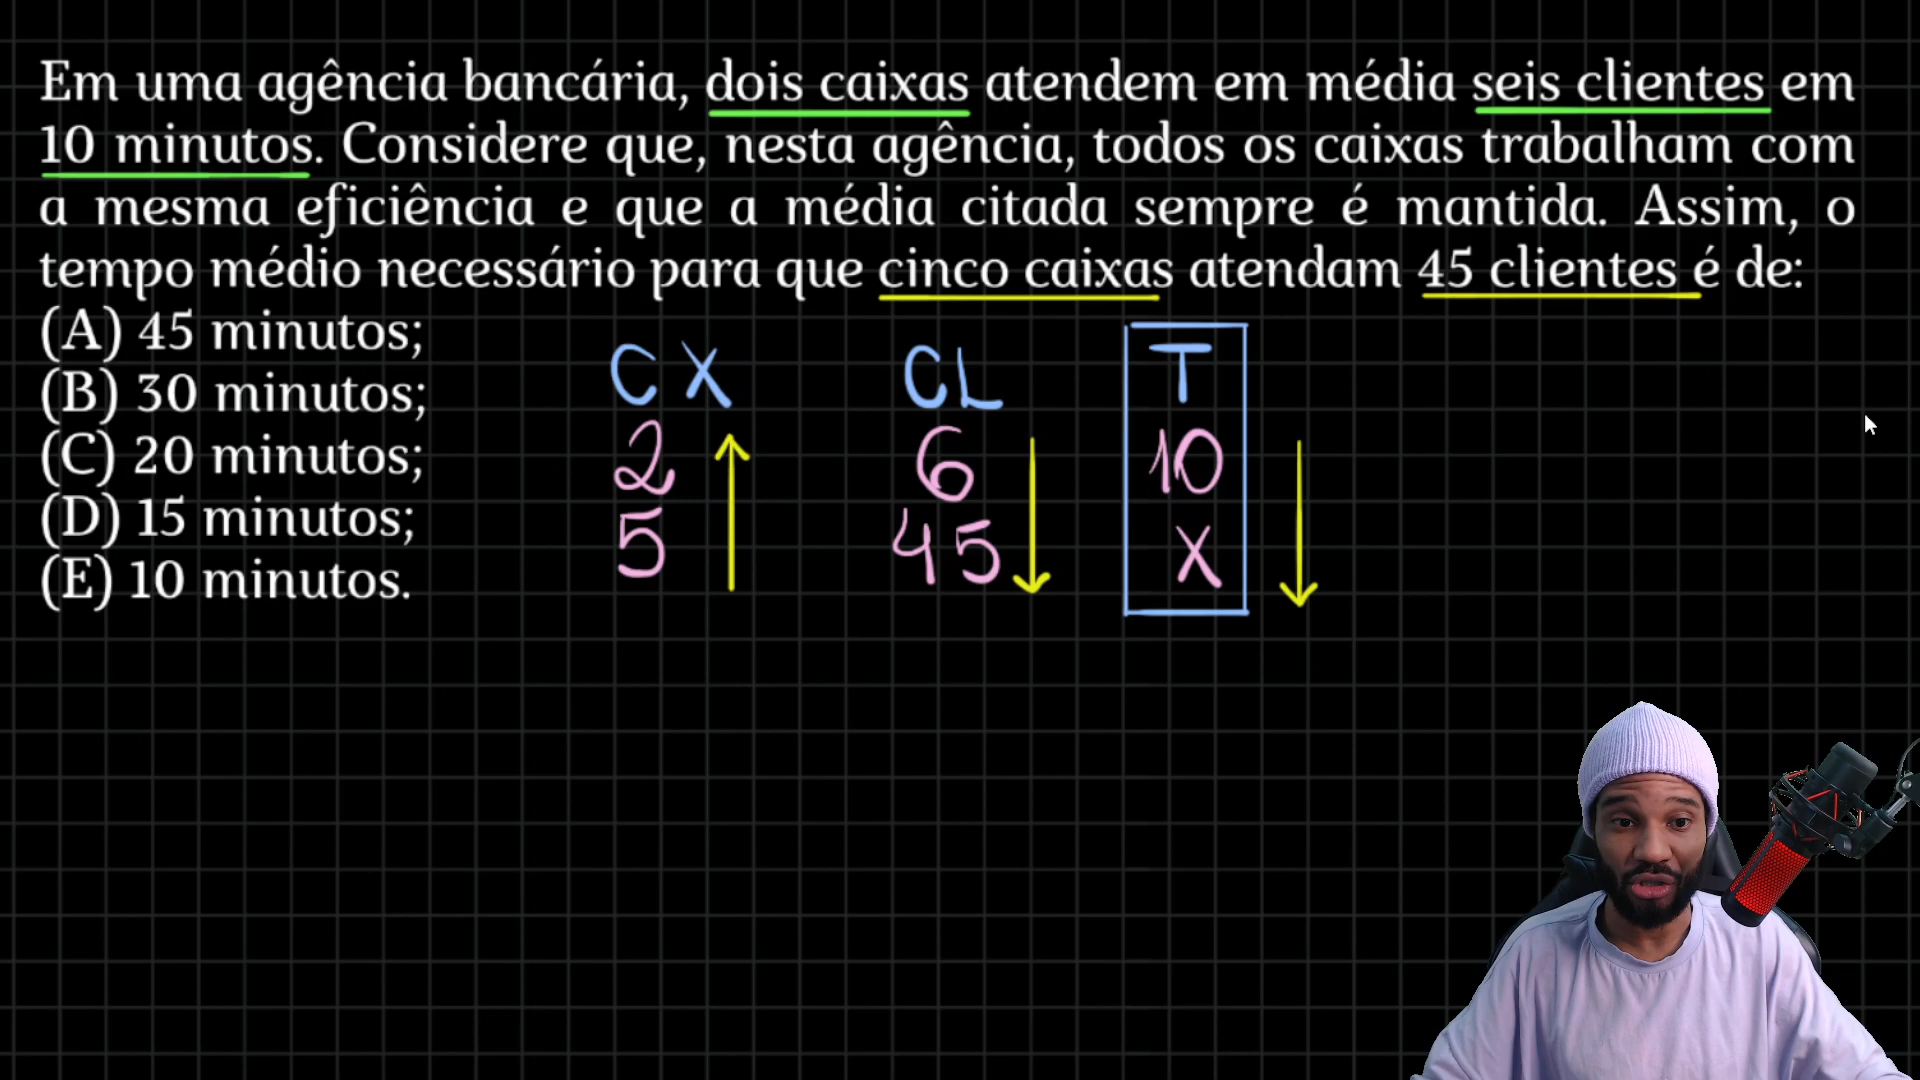 Em uma agência bancária, dois caixas atendem em média seis clientes em
10 minutos. Considere que, nesta agência, todos os caixas trabalham com
a mesma eficiência e que a média citada sempre é mantida. Assim, o
tempo médio necessário para que cinco caixas atendam 45 clientes é de:
(A) 45 minutos;
(B) 30 minutos;
(C) 20 minutos;
(D) 15 minutos;
(E) 10 minutos.
CX CL T
2 6 10
5 45 X